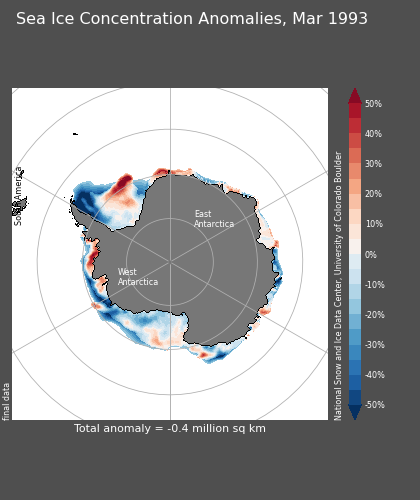 Sea Ice Concentration Anomalies, Mar 1993
South America
East
Antarctica
West
Antarctica
final data
Total anomaly = -0.4 million sq km
National Snow and Ice Data Center, University of Colorado Boulder
50%
40%
30%
20%
10%
0%
-10%
-20%
-30%
-40%
-50%